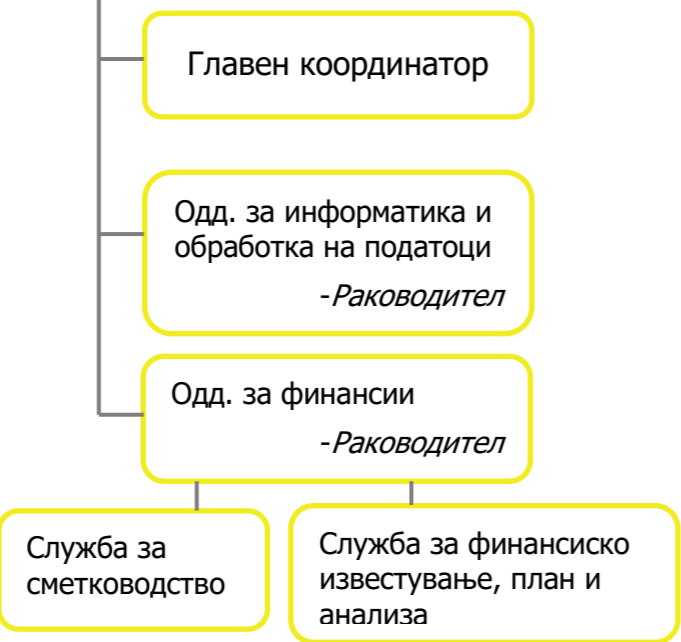 Главен координатор
Одд. за информатика и
обработка на податоци
-Раководител
Одд. за финансии
-Раководител
Служба за
сметководство
Служба за финансиско
известување, план и
анализа